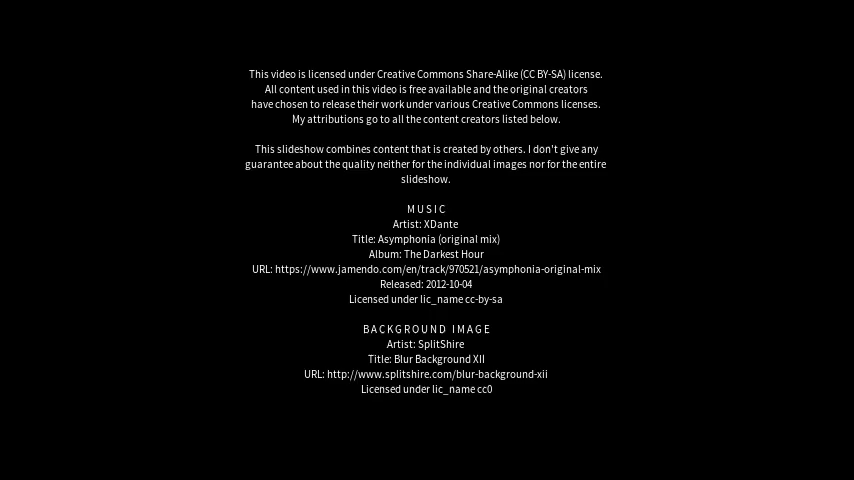 This video is licensed under Creative Commons Share-Alike (CC BY-SA) license.
All content used in this video is free available and the original creators
have chosen to release their work under various Creative Commons licenses.
My attributions go to all the content creators listed below.
This slideshow combines content that is created by others. I don't give any
guarantee about the quality neither for the individual images nor for the entire
slideshow.
MUSIC
Artist: XDante
Title: Asymphonia (original mix)
Album: The Darkest Hour
URL: https://www.jamendo.com/en/track/970521/asymphonia-original-mix
Released: 2012-10-04
Licensed under lic_name cc-by-sa
BACKGROUND IMAGE
Artist: SplitShire
Title: Blur Background XII
URL: http://www.splitshire.com/blur-background-xii
Licensed under lic_name cc0